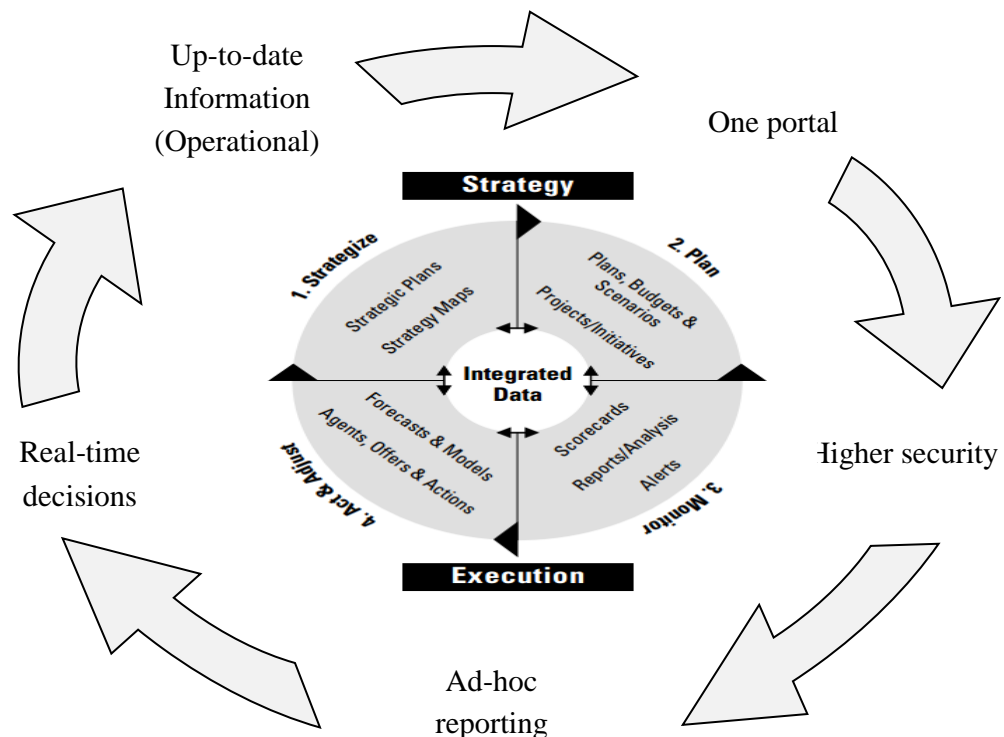 Up-to-date
Information
(Operational)
One portal
Strategy
1. Strategize
2. Plan
Strategic Plans
Strategy Maps
Plans, Budgets &
Scenarios
Projects/Initiatives
Integrated
Data
Forecasts & Models
Agents, Offers & Actions
Scorecards
Reports/Analysis
Alerts
4. Act & Adjust
3. Monitor
Real-time
decisions
Higher security
Execution
Ad-hoc
reporting